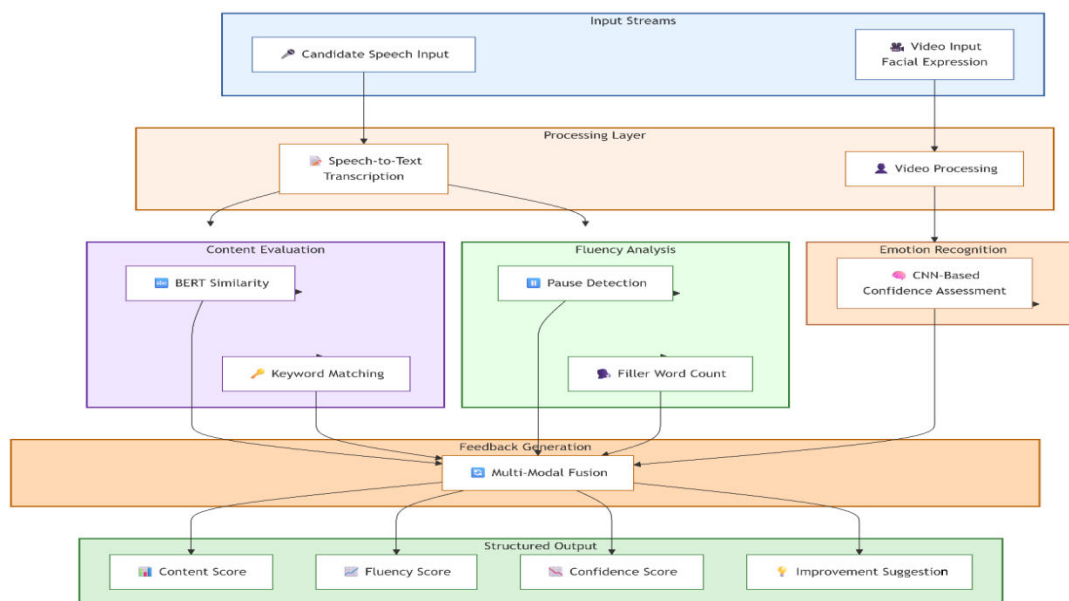 Input Streams
Candidate Speech Input
Video Input
Facial Expression
Processing Layer
Speech-to-Text
Transcription
Video Processing
Content Evaluation
Fluency Analysis
Emotion Recognition
BERT Similarity
Pause Detection
CNN-Based
Confidence Assessment
Keyword Matching
Filler Word Count
Feedback Generation
Multi-Modal Fusion
Structured Output
Content Score
Fluency Score
Confidence Score
Improvement Suggestion